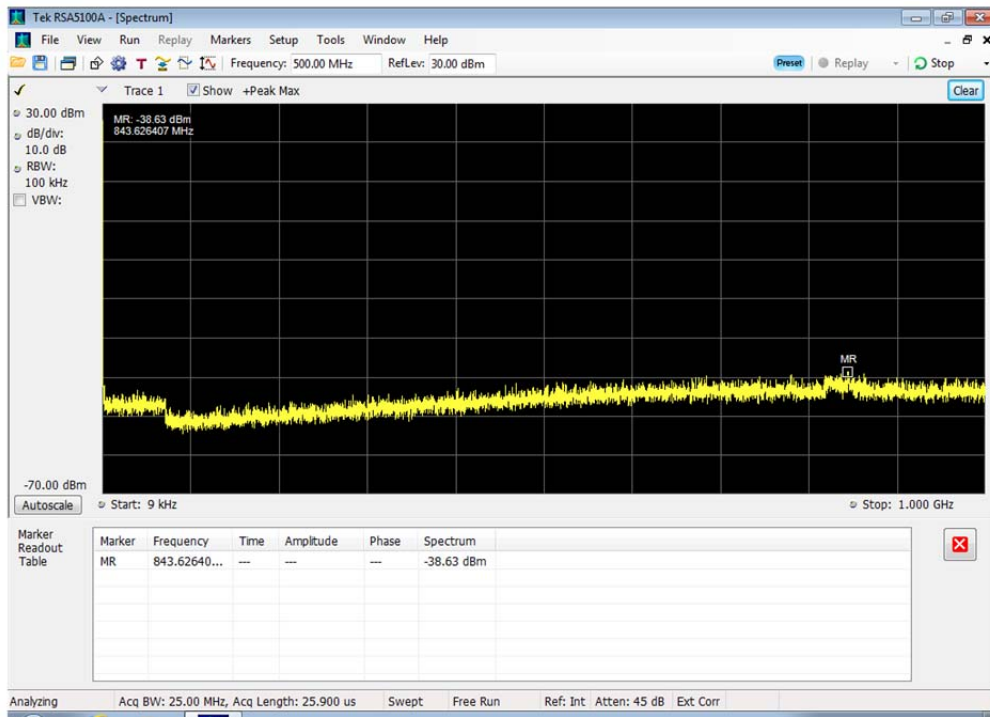 Tek RSA5100A - [Spectrum]
File View Run Replay Markers Setup Tools Window Help
T Frequency: 500.00 MHz RefLev: 30.00 dBm Preset Replay Stop
Trace 1 Show +Peak Max Clear
30.00 dBm
dB/div:
10.0 dB
RBW:
100 kHz
VBW:
MR: -38.63 dBm
843.626407 MHz
MR
-70.00 dBm
Autoscale Start: 9 kHz Stop: 1.000 GHz
Marker
Readout
Table
Marker Frequency Time Amplitude Phase Spectrum
MR 843.62640... --- --- --- -38.63 dBm
Analyzing Acq BW: 25.00 MHz, Acq Length: 25.900 us Swept Free Run Ref: Int Atten: 45 dB Ext Corr